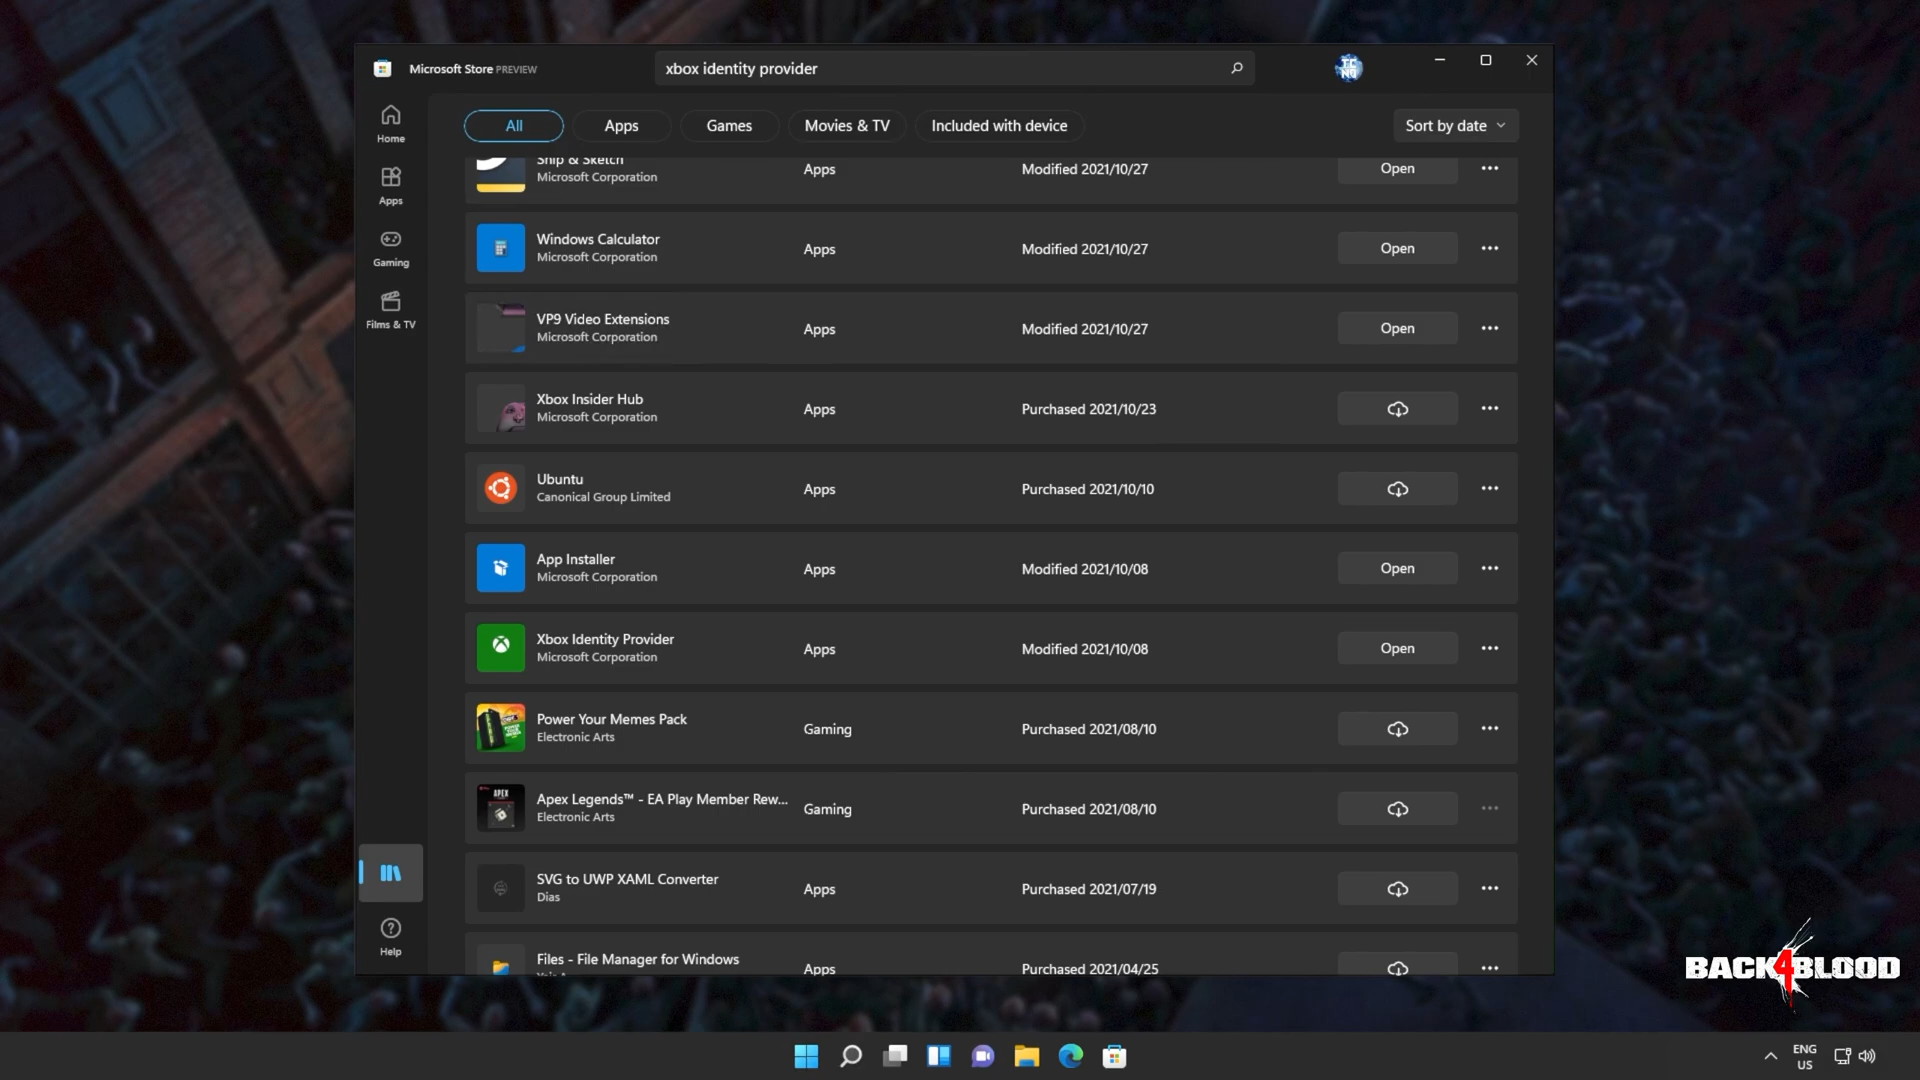 Microsoft Store PREVIEW
xbox identity provider
Home
Apps
Gaming
Films & TV
Help
All
Apps
Games
Movies & TV
Included with device
Sort by date
Snip & Sketch
Microsoft Corporation
Apps
Modified 2021/10/27
Open
Windows Calculator
Microsoft Corporation
Apps
Modified 2021/10/27
Open
VP9 Video Extensions
Microsoft Corporation
Apps
Modified 2021/10/27
Open
Xbox Insider Hub
Microsoft Corporation
Apps
Purchased 2021/10/23
Ubuntu
Canonical Group Limited
Apps
Purchased 2021/10/10
App Installer
Microsoft Corporation
Apps
Modified 2021/10/08
Open
Xbox Identity Provider
Microsoft Corporation
Apps
Modified 2021/10/08
Open
Power Your Memes Pack
Electronic Arts
Gaming
Purchased 2021/08/10
Apex Legends™ - EA Play Member Rew...
Electronic Arts
Gaming
Purchased 2021/08/10
SVG to UWP XAML Converter
Dias
Apps
Purchased 2021/07/19
Files - File Manager for Windows
Apps
Purchased 2021/04/25
BACK 4 BLOOD
ENG
US